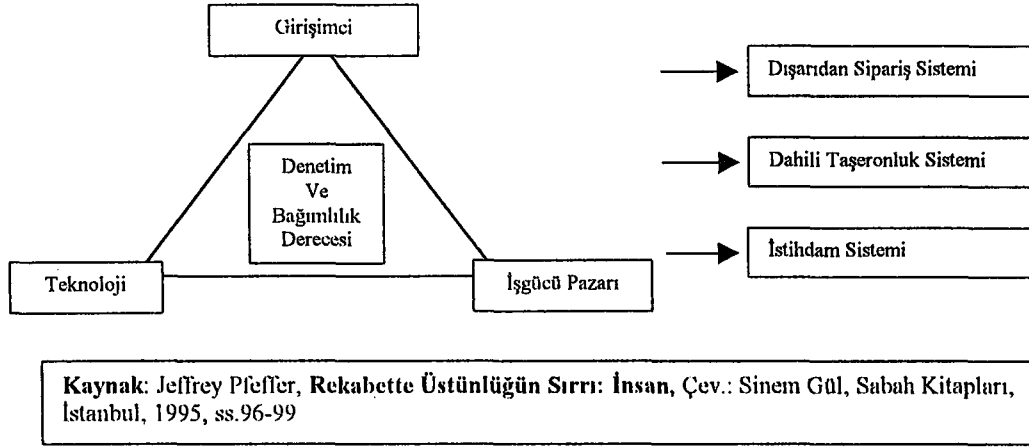 Girişimci
Dışarıdan Sipariş Sistemi
Dahili Taşeronluk Sistemi
Denetim
Ve
Bağımlılık
Derecesi
İstihdam Sistemi
Teknoloji
İşgücü Pazarı
Kaynak: Jeffrey Pfeffer, Rekabette Üstünlüğün Sırrı: İnsan, Çev.: Sinem Gül, Sabah Kitapları,
İstanbul, 1995, ss.96-99